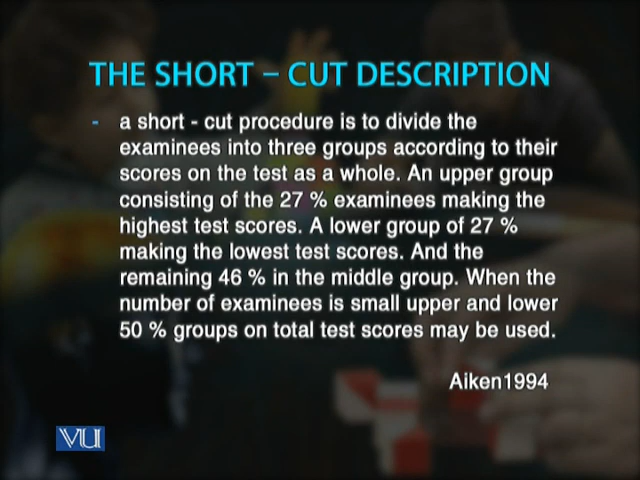 THE SHORT – CUT DESCRIPTION
- a short - cut procedure is to divide the
examinees into three groups according to their
scores on the test as a whole. An upper group
consisting of the 27 % examinees making the
highest test scores. A lower group of 27 %
making the lowest test scores. And the
remaining 46 % in the middle group. When the
number of examinees is small upper and lower
50 % groups on total test scores may be used.
Aiken1994
VU